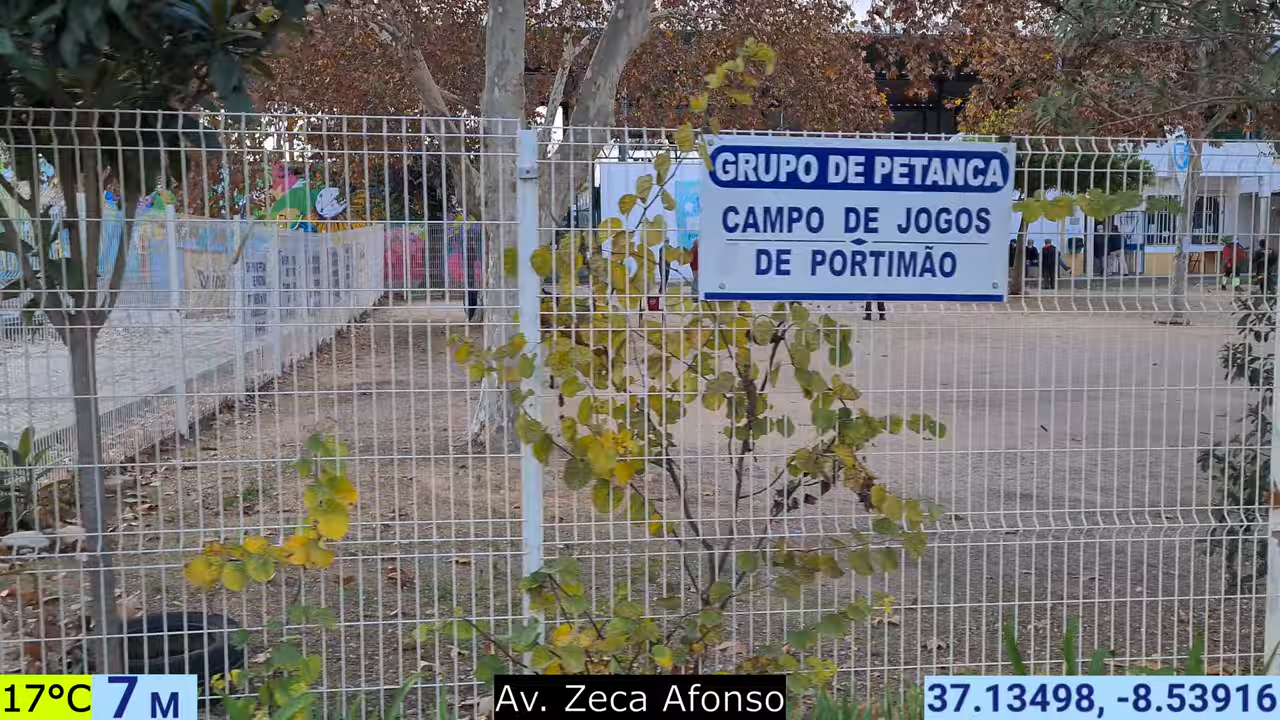 GRUPO DE PETANCA
CAMPO DE JOGOS
DE PORTIMÃO
17°C
7 M
Av. Zeca Afonso
37.13498, -8.53916